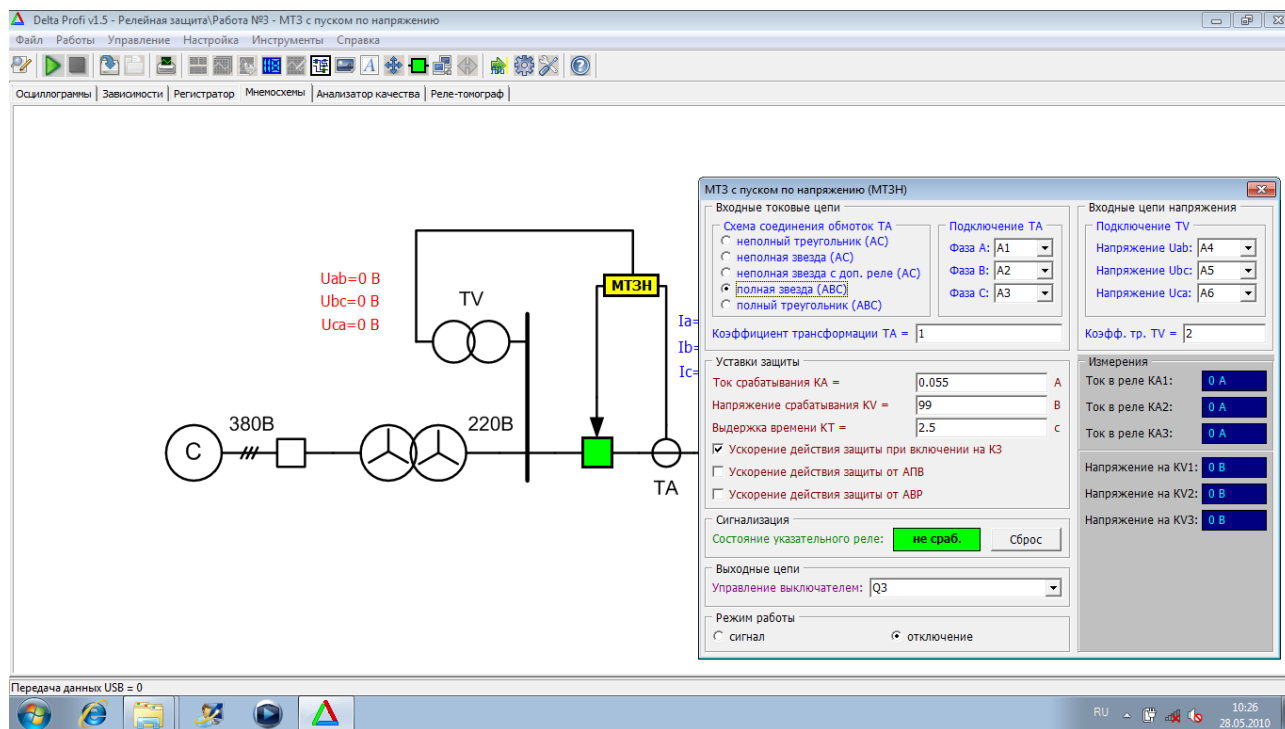 Delta Profi v1.5 - Релейная защита\Работа №3 - МТЗ с пуском по напряжению
Файл Работы Управление Настройка Инструменты Справка
Осциллограммы Зависимости Регистратор Мнемосхемы Анализатор качества Реле-томограф
Uab=0 В
Ubc=0 В
Uca=0 В
TV
МТЗН
Ia=
Ib=
Ic=
380В
220В
С
ТА
МТЗ с пуском по напряжению (МТЗН)
Входные токовые цепи
Схема соединения обмоток ТА
неполный треугольник (АС)
неполная звезда (АС)
неполная звезда с доп. реле (АС)
полная звезда (АВС)
полный треугольник (АВС)
Подключение ТА
Фаза А: A1
Фаза В: A2
Фаза С: A3
Коэффициент трансформации ТА = 1
Входные цепи напряжения
Подключение TV
Напряжение Uab: A4
Напряжение Ubc: A5
Напряжение Uca: A6
Коэфф. тр. TV = 2
Уставки защиты
Ток срабатывания КА = 0.055 А
Напряжение срабатывания KV = 99 В
Выдержка времени КТ = 2.5 с
Ускорение действия защиты при включении на КЗ
Ускорение действия защиты от АПВ
Ускорение действия защиты от АВР
Измерения
Ток в реле КА1: 0 А
Ток в реле КА2: 0 А
Ток в реле КА3: 0 А
Напряжение на KV1: 0 В
Напряжение на KV2: 0 В
Напряжение на KV3: 0 В
Сигнализация
Состояние указательного реле: не сраб. Сброс
Выходные цепи
Управление выключателем: Q3
Режим работы
сигнал отключение
Передача данных USB = 0
RU
10:26
28.05.2010